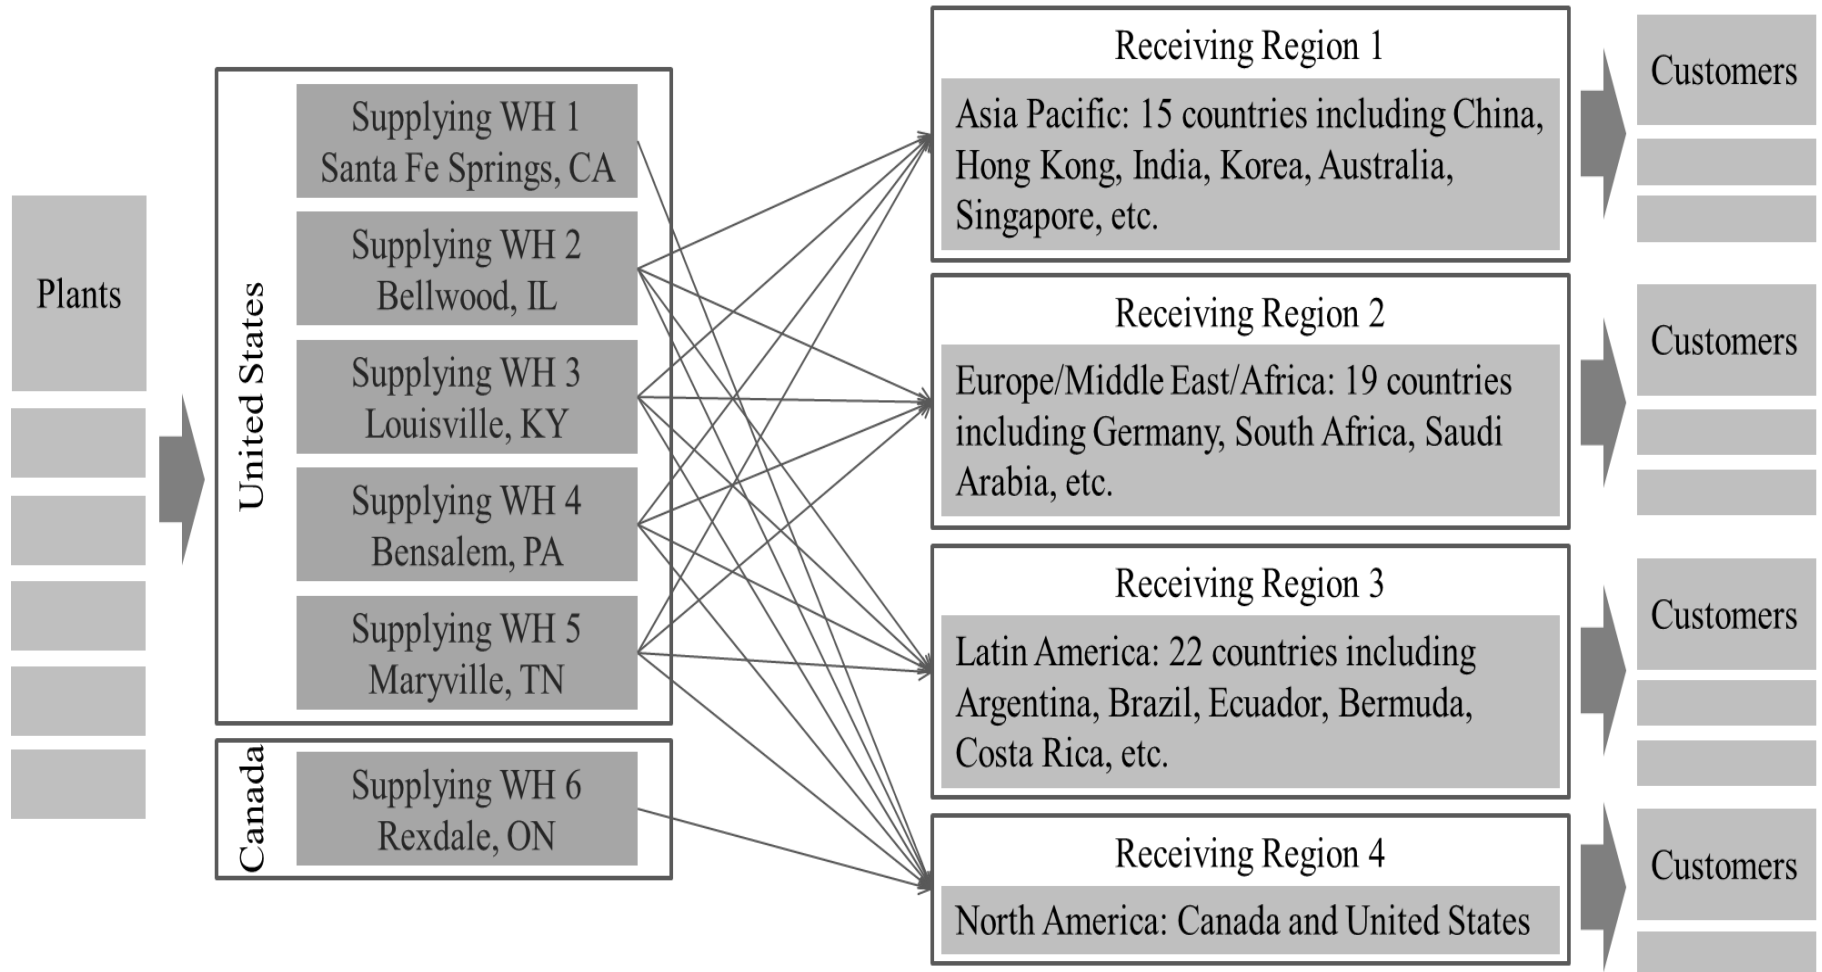 Plants
United States
Supplying WH 1
Santa Fe Springs, CA
Supplying WH 2
Bellwood, IL
Supplying WH 3
Louisville, KY
Supplying WH 4
Bensalem, PA
Supplying WH 5
Maryville, TN
Canada
Supplying WH 6
Rexdale, ON
Receiving Region 1
Asia Pacific: 15 countries including China,
Hong Kong, India, Korea, Australia,
Singapore, etc.
Customers
Receiving Region 2
Europe/Middle East/Africa: 19 countries
including Germany, South Africa, Saudi
Arabia, etc.
Customers
Receiving Region 3
Latin America: 22 countries including
Argentina, Brazil, Ecuador, Bermuda,
Costa Rica, etc.
Customers
Receiving Region 4
North America: Canada and United States
Customers